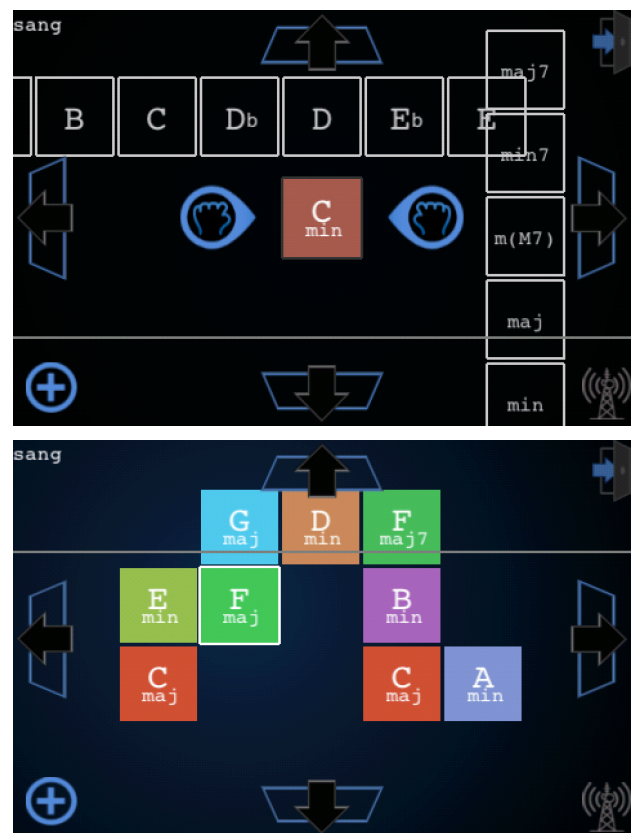 sang
maj7
B C Db D Eb E
min7
C
min
m(M7)
maj
min
sang
G maj D min F maj7
E min F maj B min
C maj C maj A min